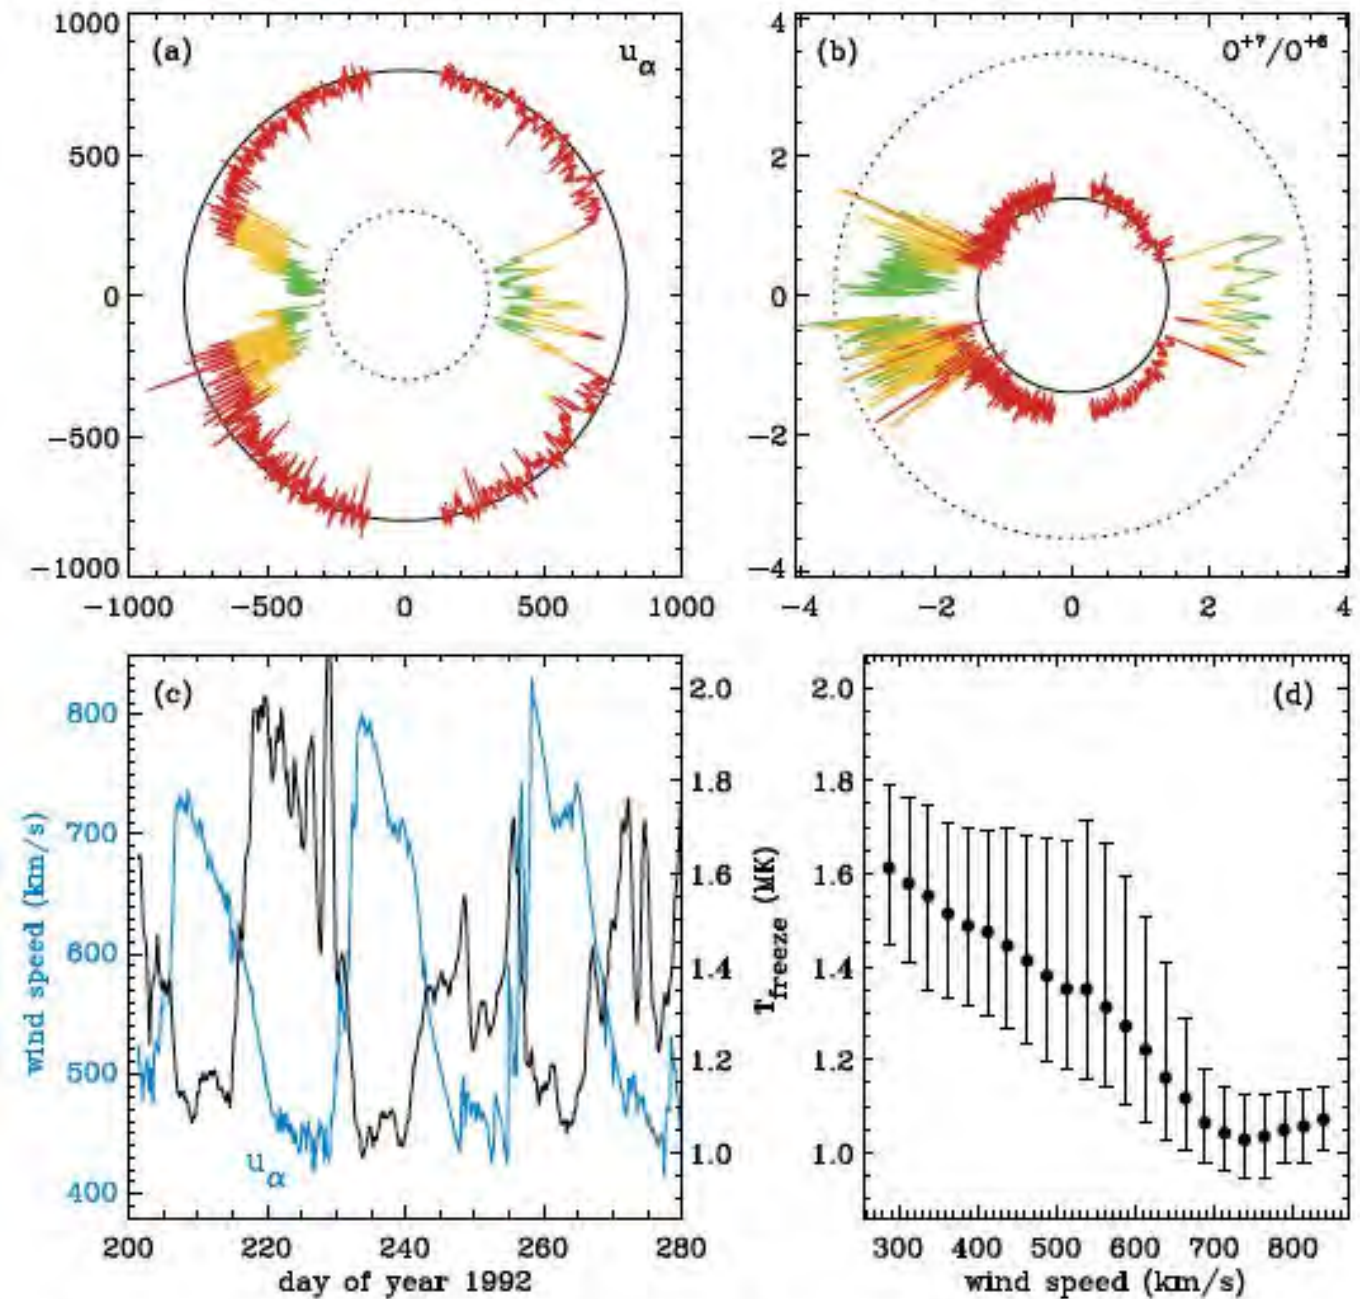 1000
500
0
−500
−1000
−1000 −500 0 500 1000
(a)
uα
4
2
0
−2
−4
−4 −2 0 2 4
(b)
O+7/O+6
wind speed (km/s)
800
700
600
500
400
(c)
uα
200 220 240 260 280
day of year 1992
2.0
1.8
1.6
1.4
1.2
1.0
Tfreeze (MK)
2.0
1.8
1.6
1.4
1.2
1.0
(d)
300 400 500 600 700 800
wind speed (km/s)